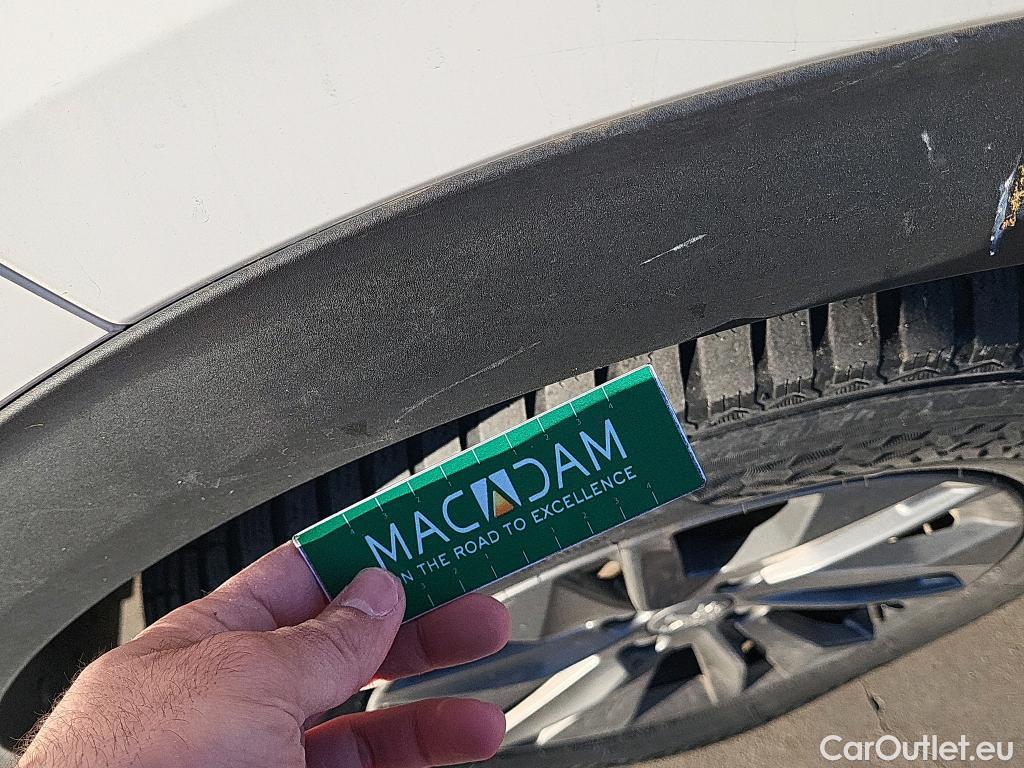 MACADAM
ON THE ROAD TO EXCELLENCE
CarOutlet.eu